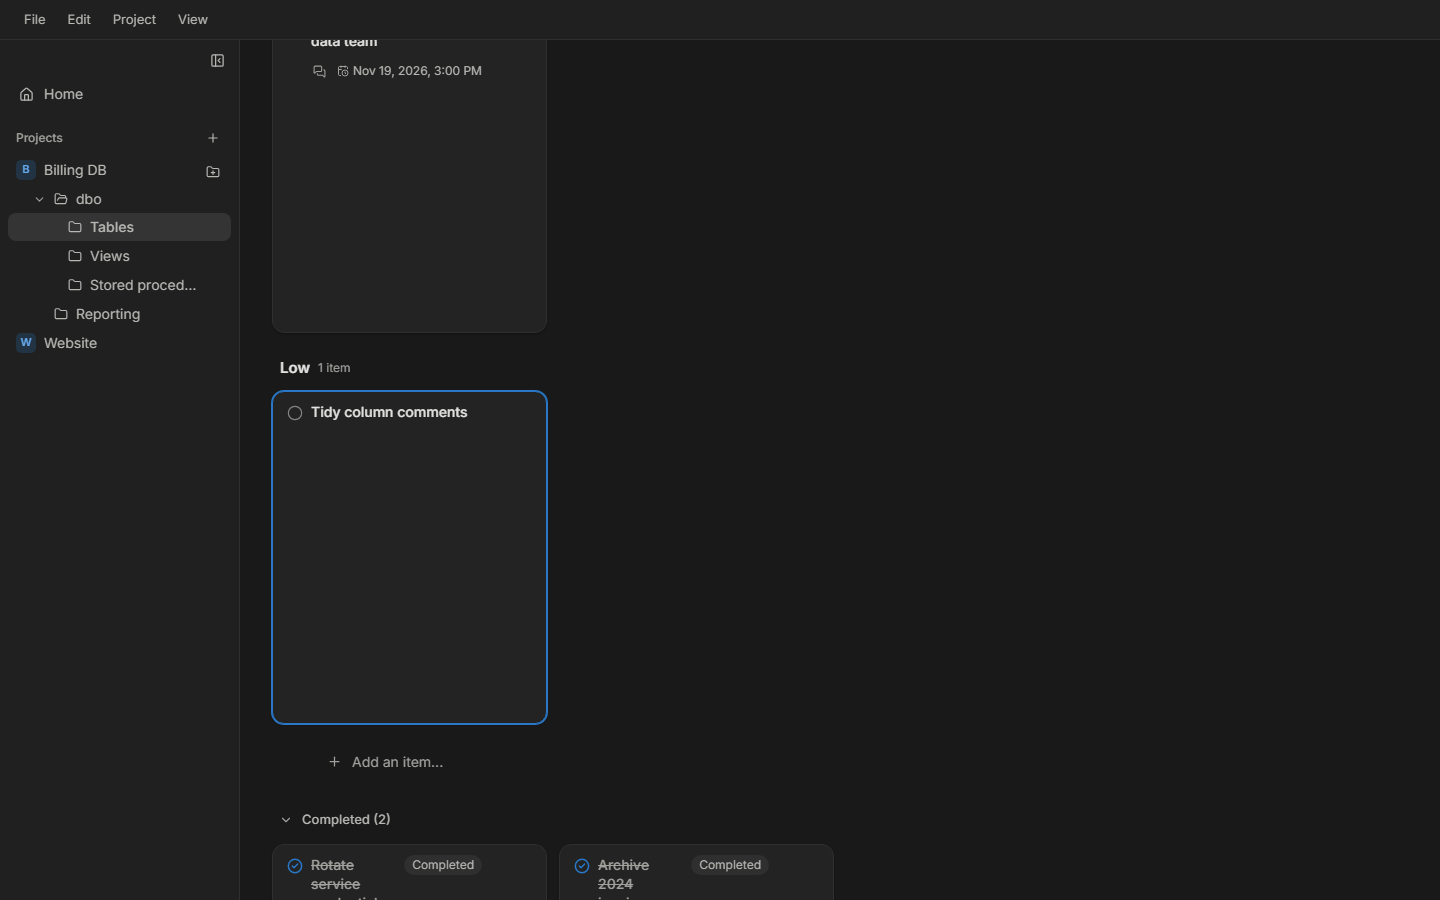 File Edit Project View
Home
Projects
B Billing DB
dbo
Tables
Views
Stored proced...
Reporting
W Website
data team
Nov 19, 2026, 3:00 PM
Low 1 item
Tidy column comments
Add an item...
Completed (2)
Rotate Completed
service
Archive Completed
2024